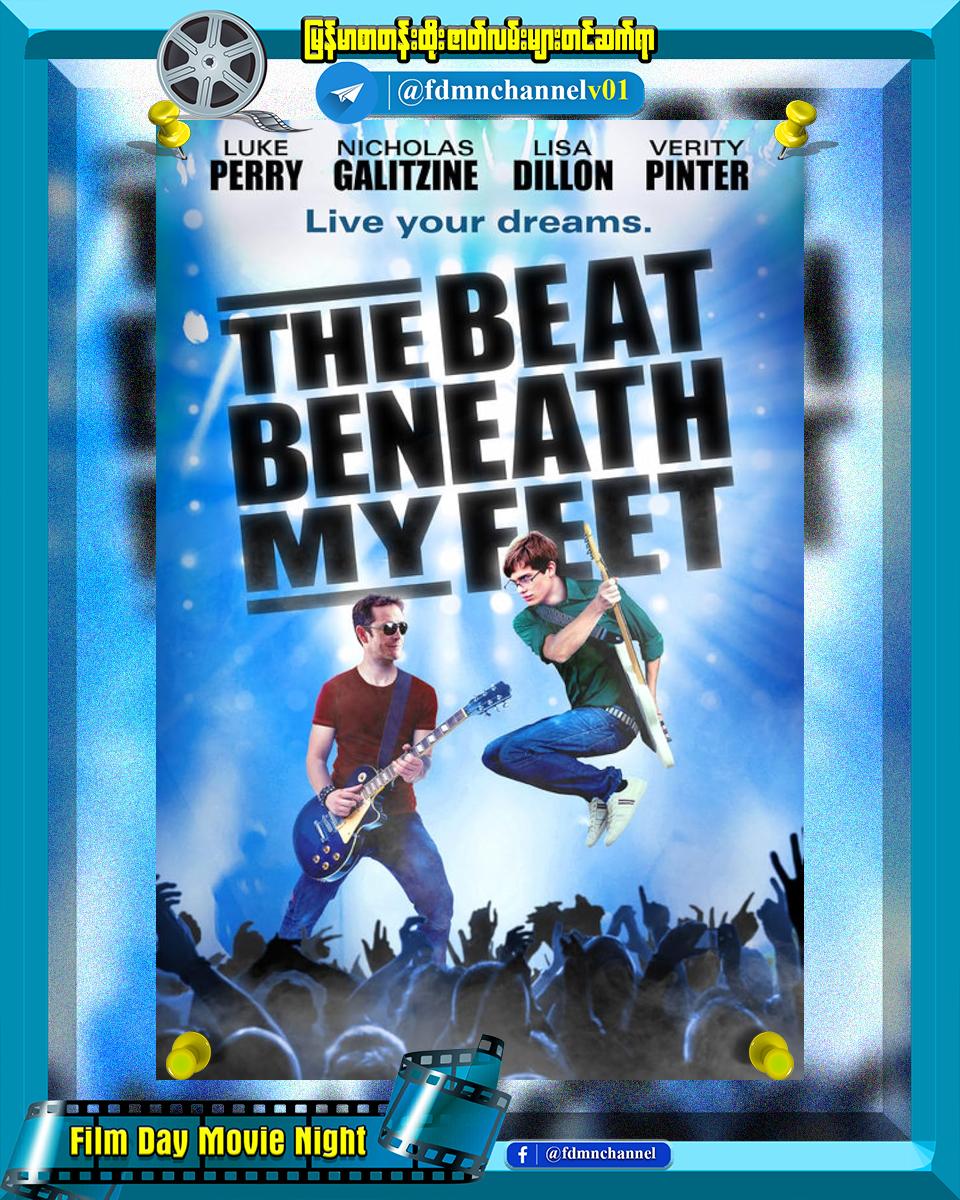 မြန်မာစာတန်းထိုးဇာတ်လမ်းများတင်ဆက်ရာ
@fdmnchannelv01
LUKE PERRY NICHOLAS GALITZINE LISA DILLON VERITY PINTER
Live your dreams.
THE BEAT
BENEATH
MY FEET
Film Day Movie Night
f @fdmnchannel